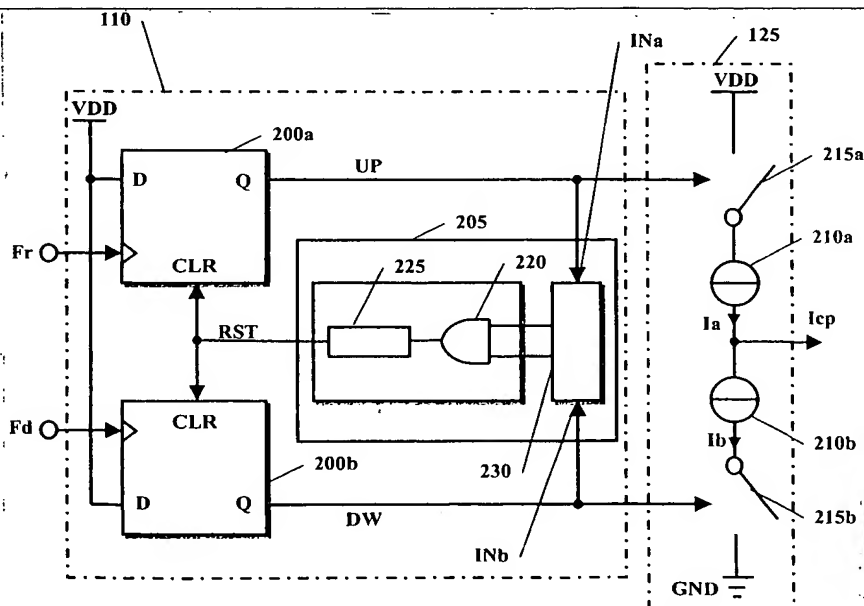 110
INa
125
VDD
VDD
200a
D
Q
UP
215a
205
210a
Fr
CLR
225
220
RST
Ia
Icp
Fd
CLR
Ib
200b
230
210b
D
Q
DW
215b
INb
GND